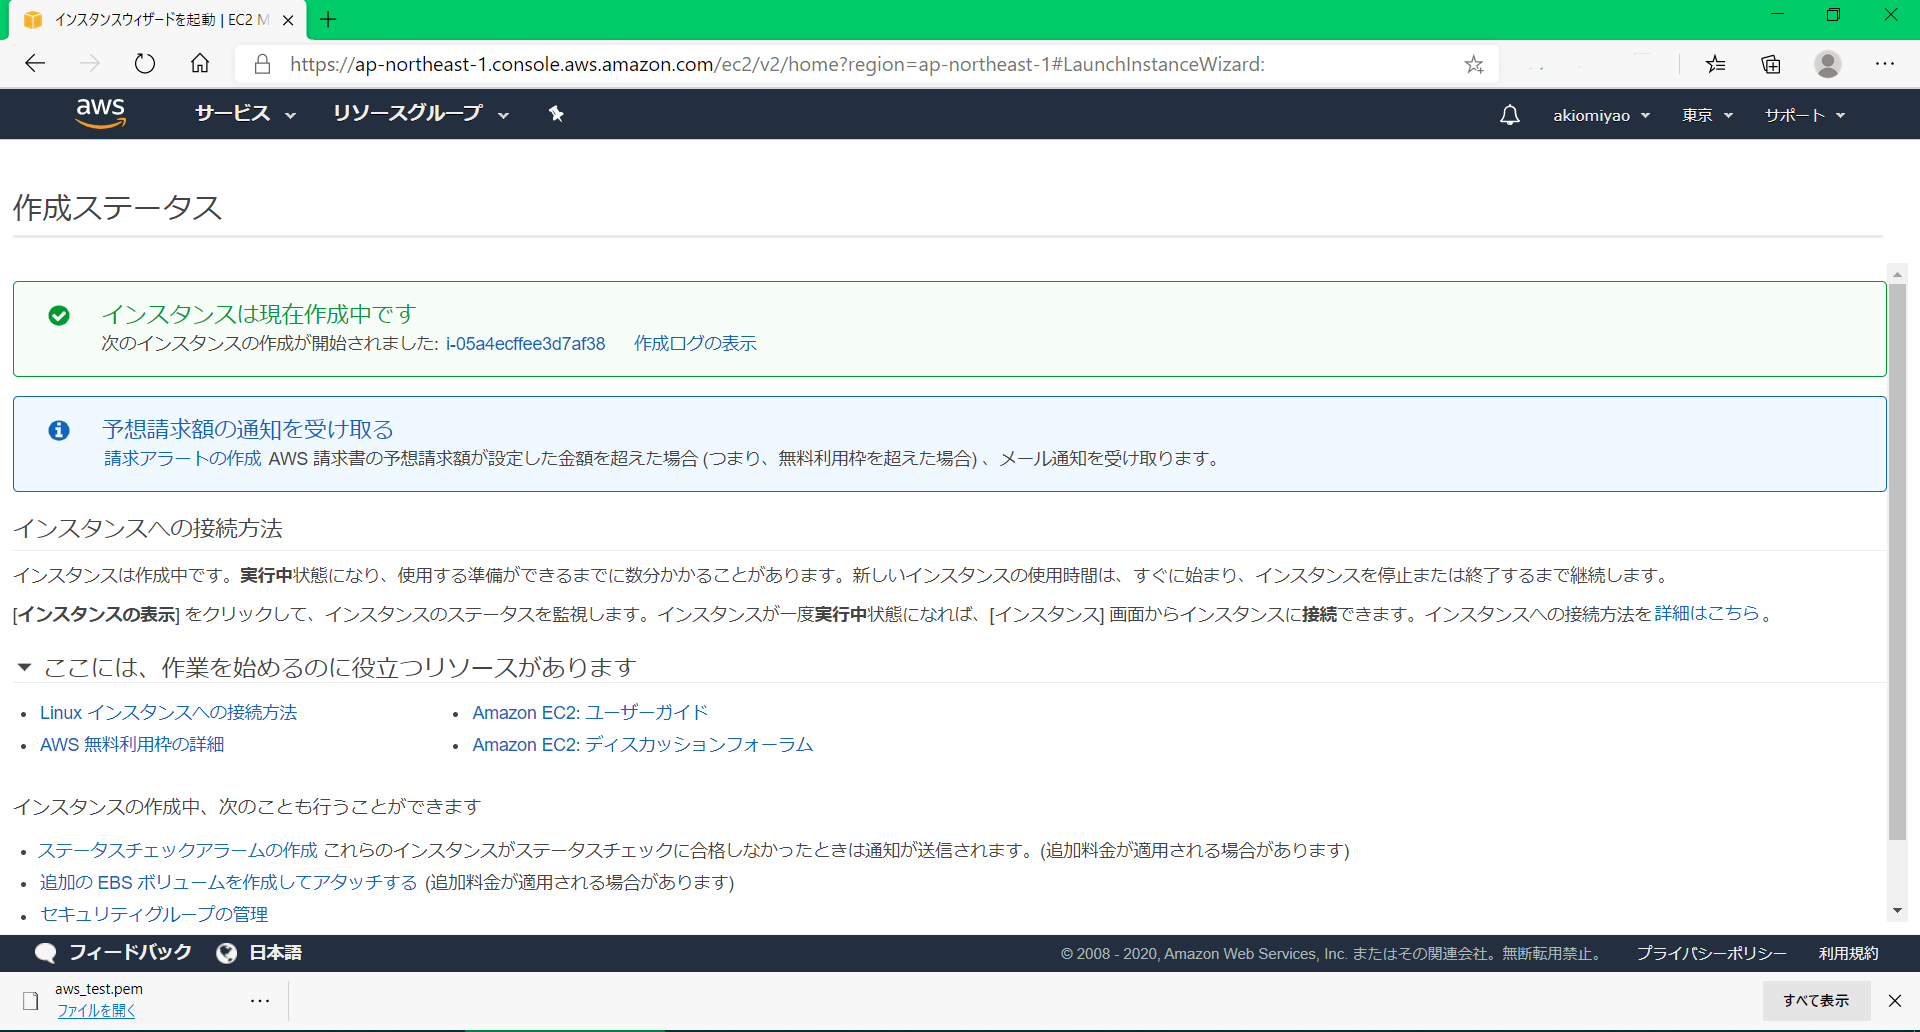 インスタンスウィザードを起動 | EC2 M
https://ap-northeast-1.console.aws.amazon.com/ec2/v2/home?region=ap-northeast-1#LaunchInstanceWizard:
aws サービス リソースグループ akiomiyao 東京 サポート
作成ステータス
インスタンスは現在作成中です
次のインスタンスの作成が開始されました: i-05a4ecffee3d7af38 作成ログの表示
予想請求額の通知を受け取る
請求アラートの作成 AWS 請求書の予想請求額が設定した金額を超えた場合 (つまり、無料利用枠を超えた場合) 、メール通知を受け取ります。
インスタンスへの接続方法
インスタンスは作成中です。実行中状態になり、使用する準備ができるまでに数分かかることがあります。新しいインスタンスの使用時間は、すぐに始まり、インスタンスを停止または終了するまで継続します。
[インスタンスの表示] をクリックして、インスタンスのステータスを監視します。インスタンスが一度実行中状態になれば、[インスタンス] 画面からインスタンスに接続できます。インスタンスへの接続方法を 詳細はこちら 。
ここには、作業を始めるのに役立つリソースがあります
• Linux インスタンスへの接続方法 • Amazon EC2: ユーザーガイド
• AWS 無料利用枠の詳細 • Amazon EC2: ディスカッションフォーラム
インスタンスの作成中、次のことも行うことができます
• ステータスチェックアラームの作成 これらのインスタンスがステータスチェックに合格しなかったときは通知が送信されます。(追加料金が適用される場合があります)
• 追加の EBS ボリュームを作成してアタッチする (追加料金が適用される場合があります)
• セキュリティグループの管理
フィードバック 日本語 © 2008 - 2020, Amazon Web Services, Inc. またはその関連会社。無断転用禁止。 プライバシーポリシー 利用規約
aws_test.pem
ファイルを開く
すべて表示